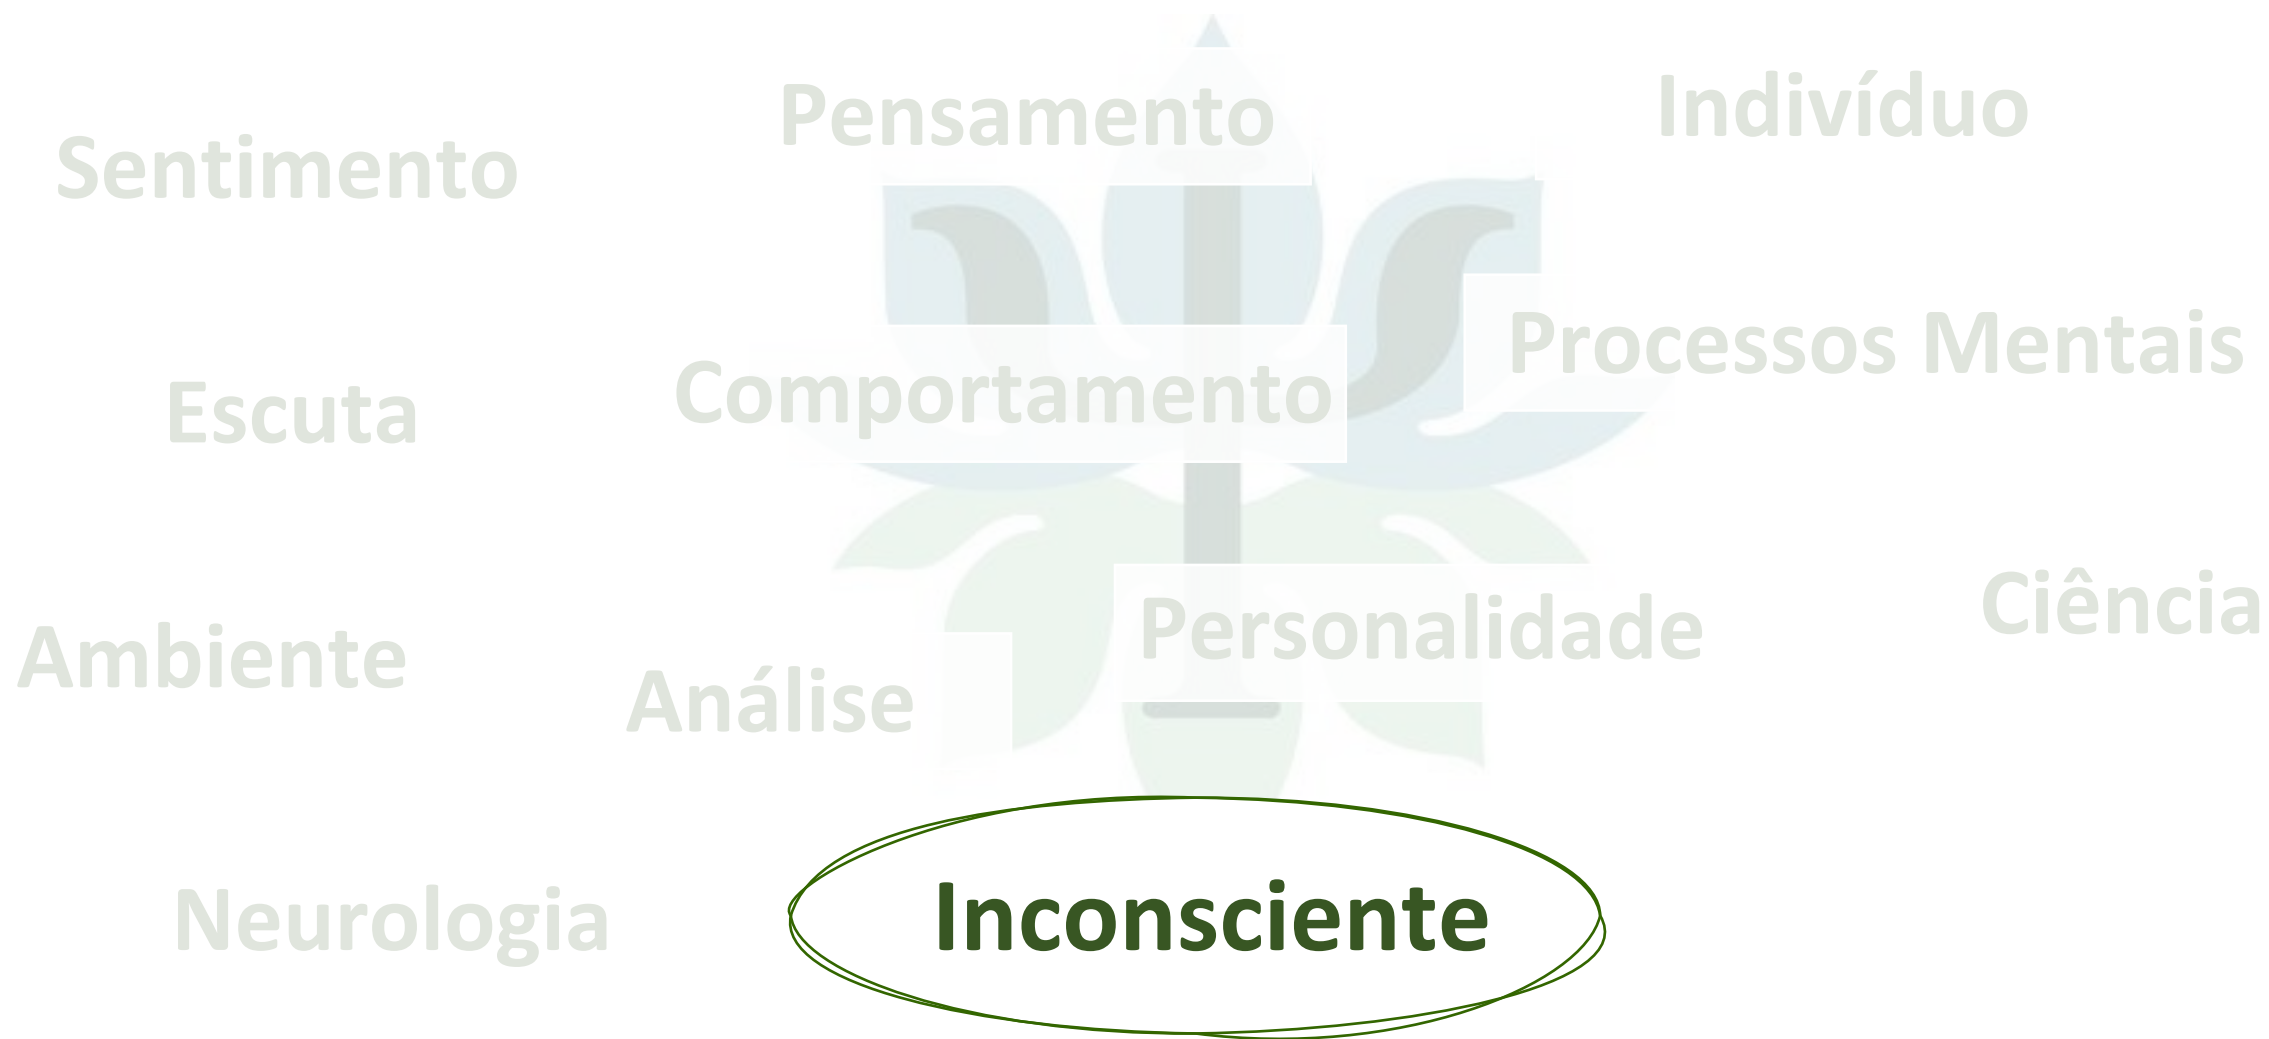 Pensamento
Indivíduo
Sentimento
Processos Mentais
Comportamento
Escuta
Ciência
Personalidade
Ambiente
Análise
Inconsciente
Neurologia